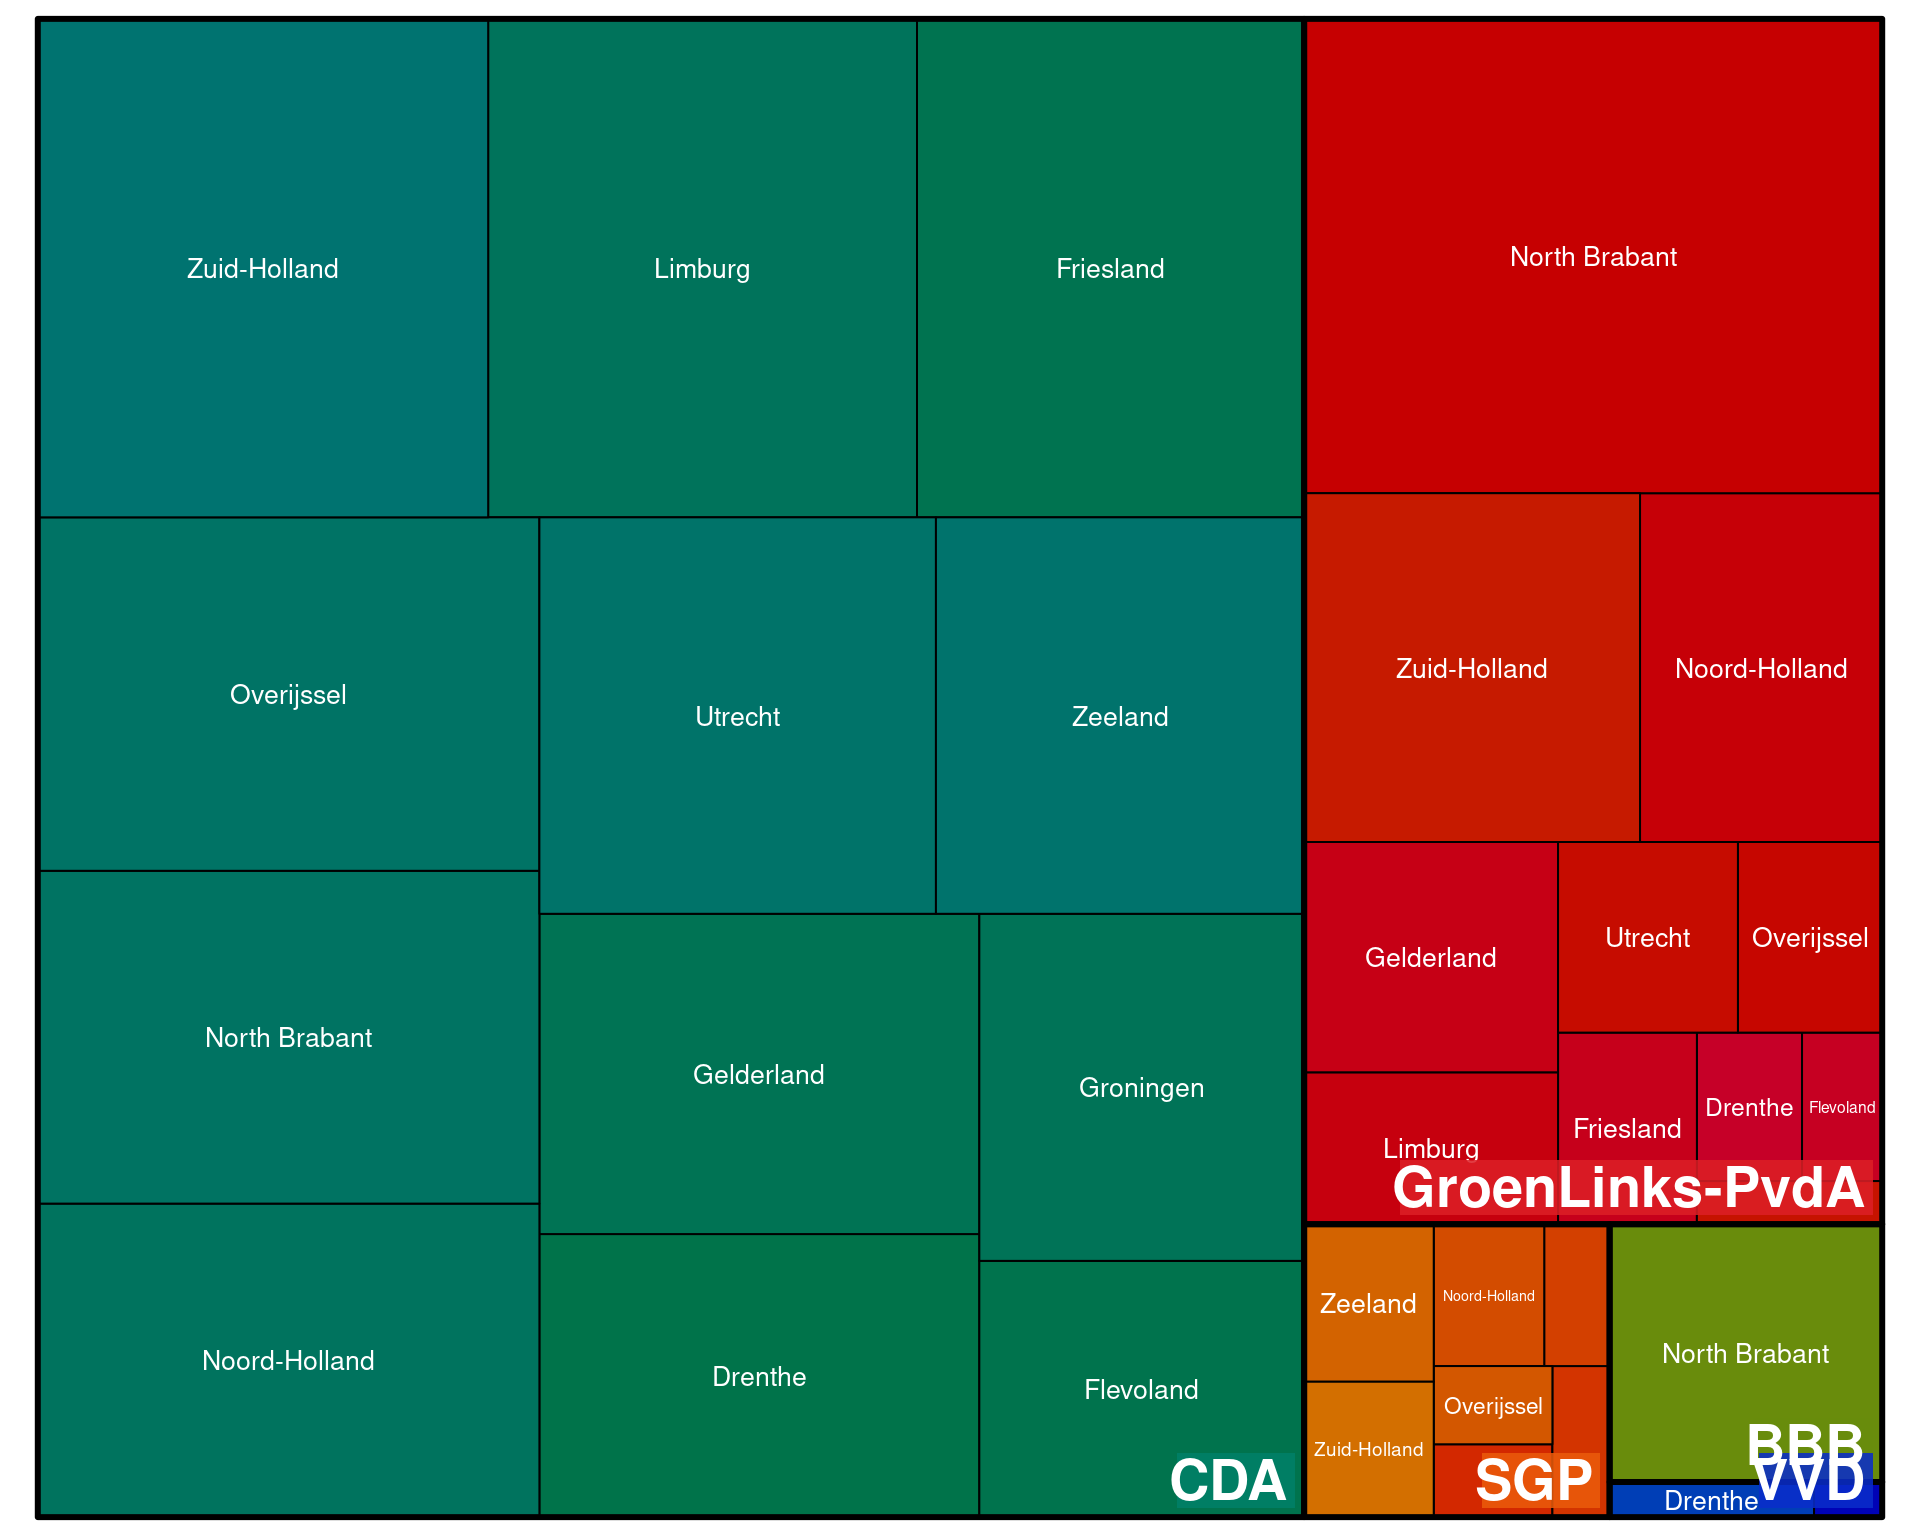 Zuid-Holland
Limburg
Friesland
Overijssel
Utrecht
Zeeland
North Brabant
Gelderland
Groningen
Noord-Holland
Drenthe
Flevoland
CDA
North Brabant
Zuid-Holland
Noord-Holland
Gelderland
Utrecht
Overijssel
Limburg
Friesland
Drenthe
Flevoland
GroenLinks-PvdA
Zeeland
Noord-Holland
Zuid-Holland
Overijssel
SGP
North Brabant
BBB
Drenthe
VVD